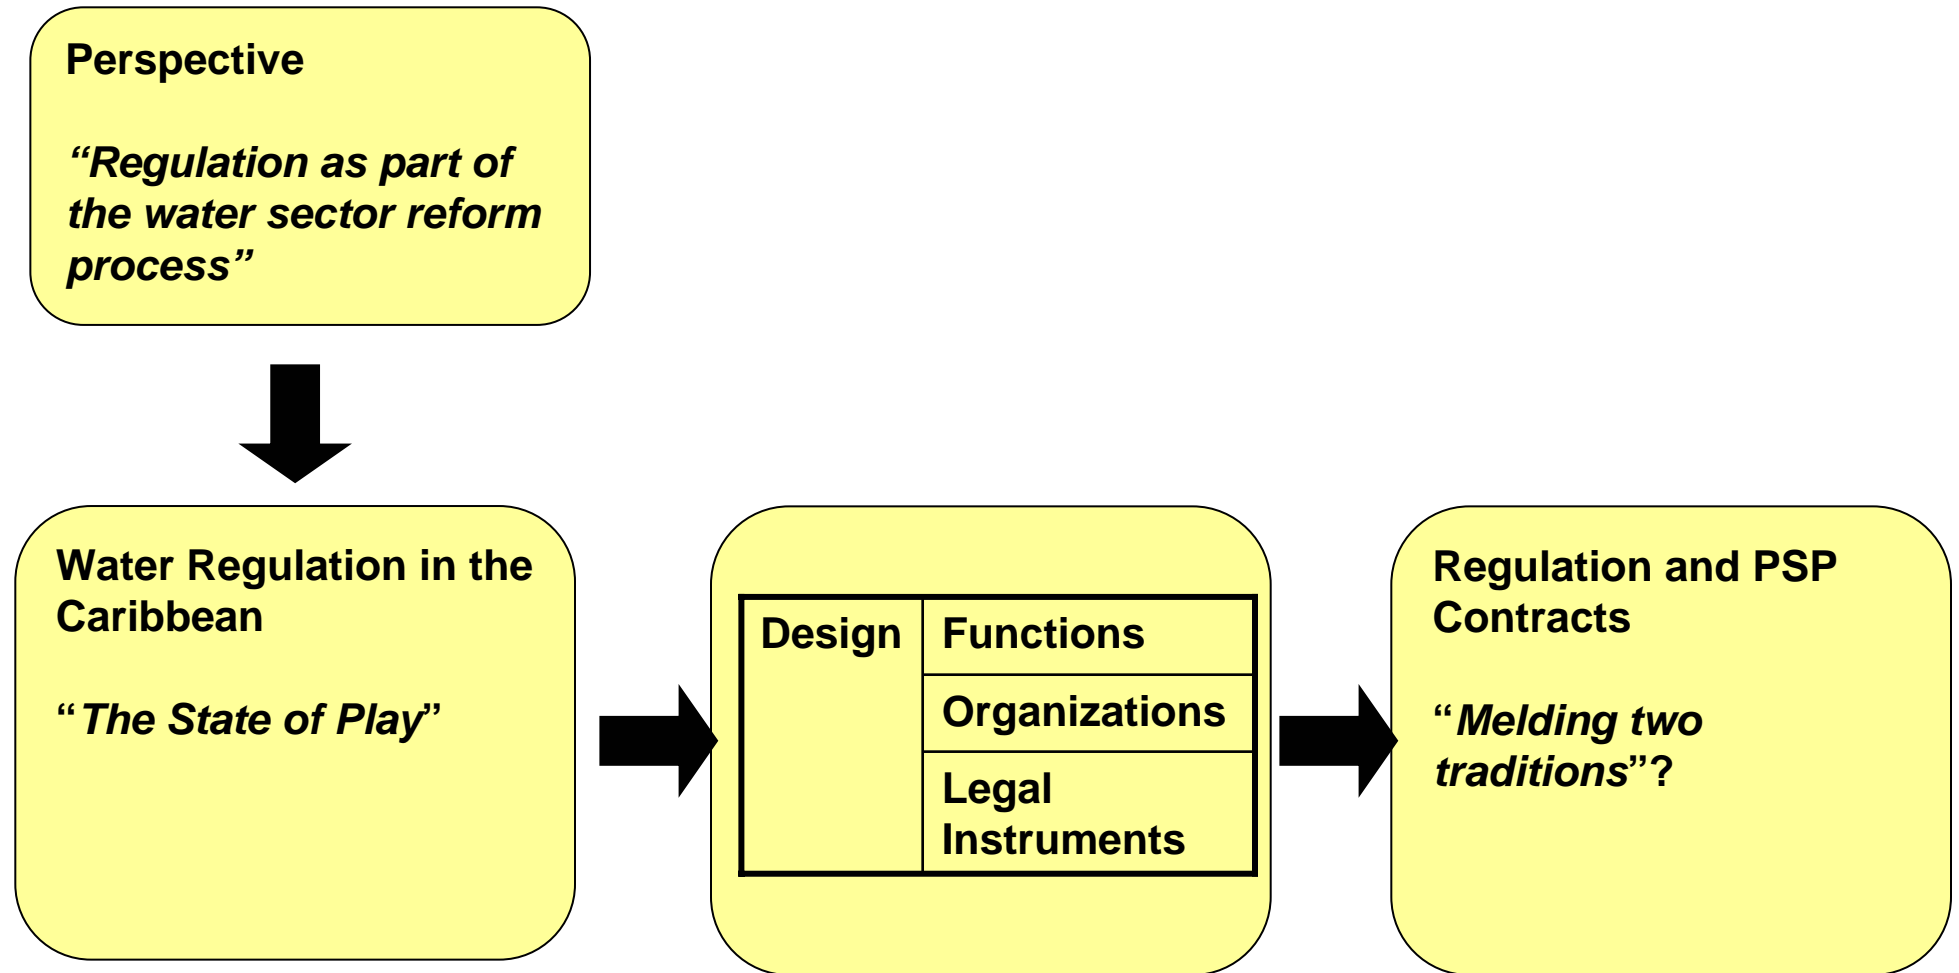 Perspective
“Regulation as part of
the water sector reform
process”
Water Regulation in the
Caribbean
“The State of Play”
Design
Functions
Organizations
Legal
Instruments
Regulation and PSP
Contracts
“Melding two
traditions”?